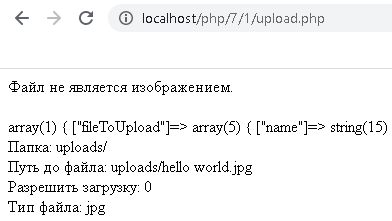 localhost/php/7/1/upload.php
Файл не является изображением.
array(1) { ["fileToUpload"]=> array(5) { ["name"]=> string(15)
Папка: uploads/
Путь до файла: uploads/hello world.jpg
Разрешить загрузку: 0
Тип файла: jpg